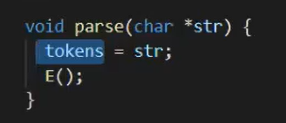 void parse(char *str) {
  tokens = str;
  E();
}